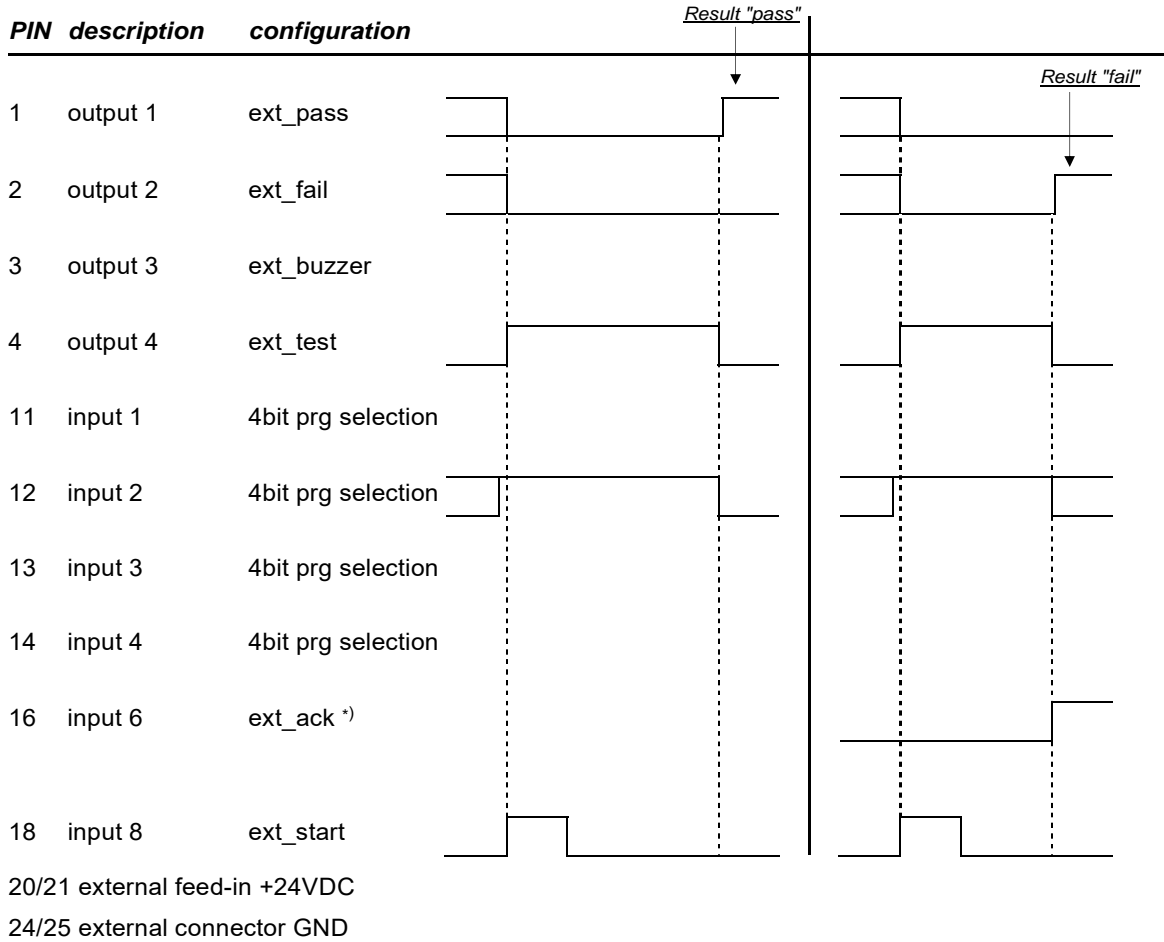 Result "pass"
PIN description configuration
Result "fail"
1 output 1 ext_pass
2 output 2 ext_fail
3 output 3 ext_buzzer
4 output 4 ext_test
11 input 1 4bit prg selection
12 input 2 4bit prg selection
13 input 3 4bit prg selection
14 input 4 4bit prg selection
16 input 6 ext_ack *)
18 input 8 ext_start
20/21 external feed-in +24VDC
24/25 external connector GND